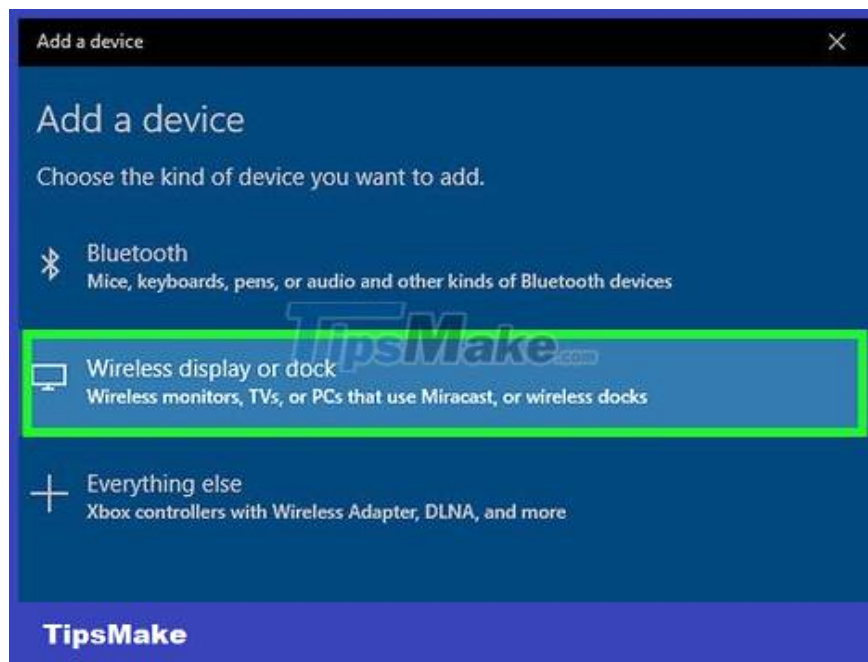 Add a device
Add a device
Choose the kind of device you want to add.
Bluetooth
Mice, keyboards, pens, or audio and other kinds of Bluetooth devices
TipsMake.com
Wireless display or dock
Wireless monitors, TVs, or PCs that use Miracast, or wireless docks
Everything else
Xbox controllers with Wireless Adapter, DLNA, and more
TipsMake